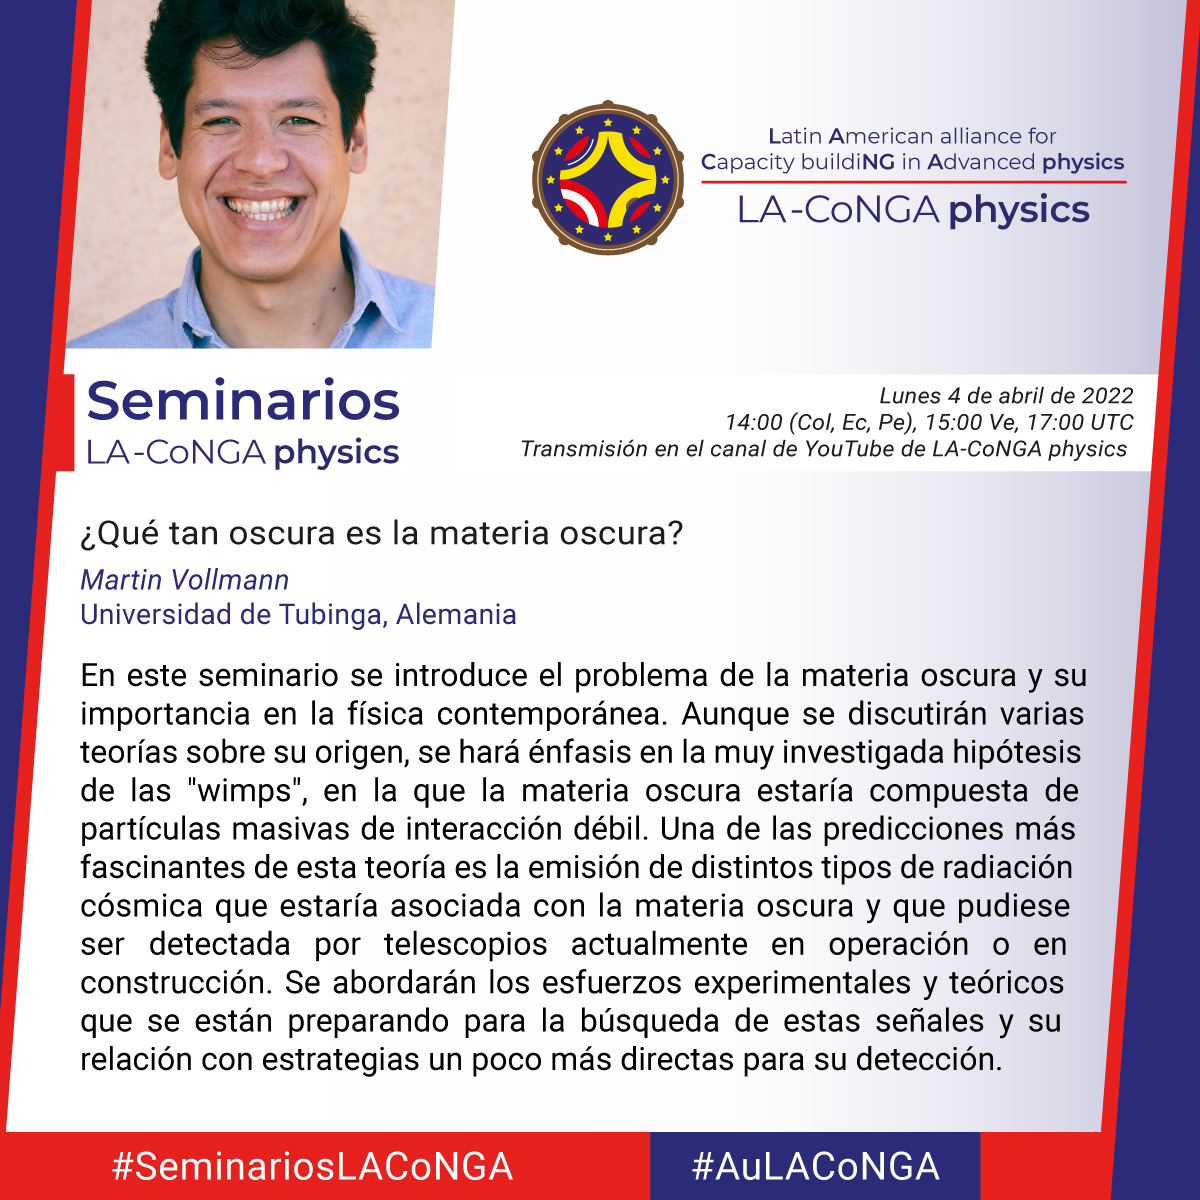 Latin American alliance for
Capacity buildiNG in Advanced physics
LA-CoNGA physics
Seminarios
LA-CoNGA physics
Lunes 4 de abril de 2022
14:00 (Col, Ec, Pe), 15:00 Ve, 17:00 UTC
Transmisión en el canal de YouTube de LA-CoNGA physics
¿Qué tan oscura es la materia oscura?
Martin Vollmann
Universidad de Tubinga, Alemania
En este seminario se introduce el problema de la materia oscura y su
importancia en la física contemporánea. Aunque se discutirán varias
teorías sobre su origen, se hará énfasis en la muy investigada hipótesis
de las "wimps", en la que la materia oscura estaría compuesta de
partículas masivas de interacción débil. Una de las predicciones más
fascinantes de esta teoría es la emisión de distintos tipos de radiación
cósmica que estaría asociada con la materia oscura y que pudiese
ser detectada por telescopios actualmente en operación o en
construcción. Se abordarán los esfuerzos experimentales y teóricos
que se están preparando para la búsqueda de estas señales y su
relación con estrategias un poco más directas para su detección.
#SeminariosLACoNGA
#AuLACoNGA